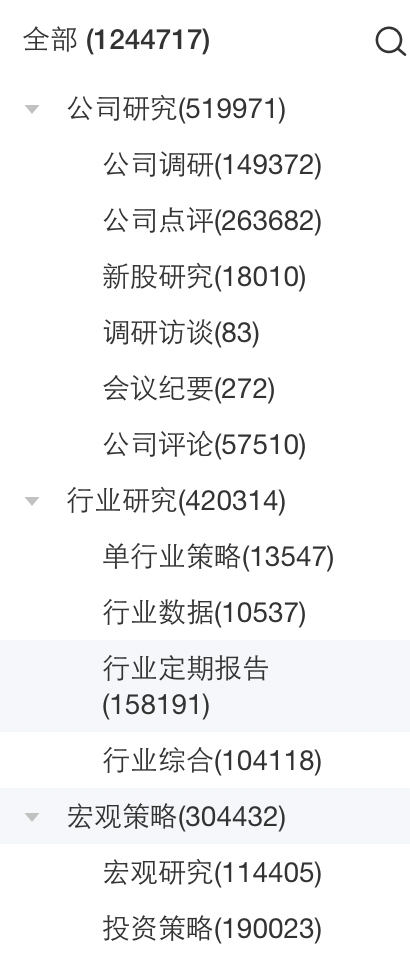 全部 (1244717)
公司研究(519971)
公司调研(149372)
公司点评(263682)
新股研究(18010)
调研访谈(83)
会议纪要(272)
公司评论(57510)
行业研究(420314)
单行业策略(13547)
行业数据(10537)
行业定期报告
(158191)
行业综合(104118)
宏观策略(304432)
宏观研究(114405)
投资策略(190023)